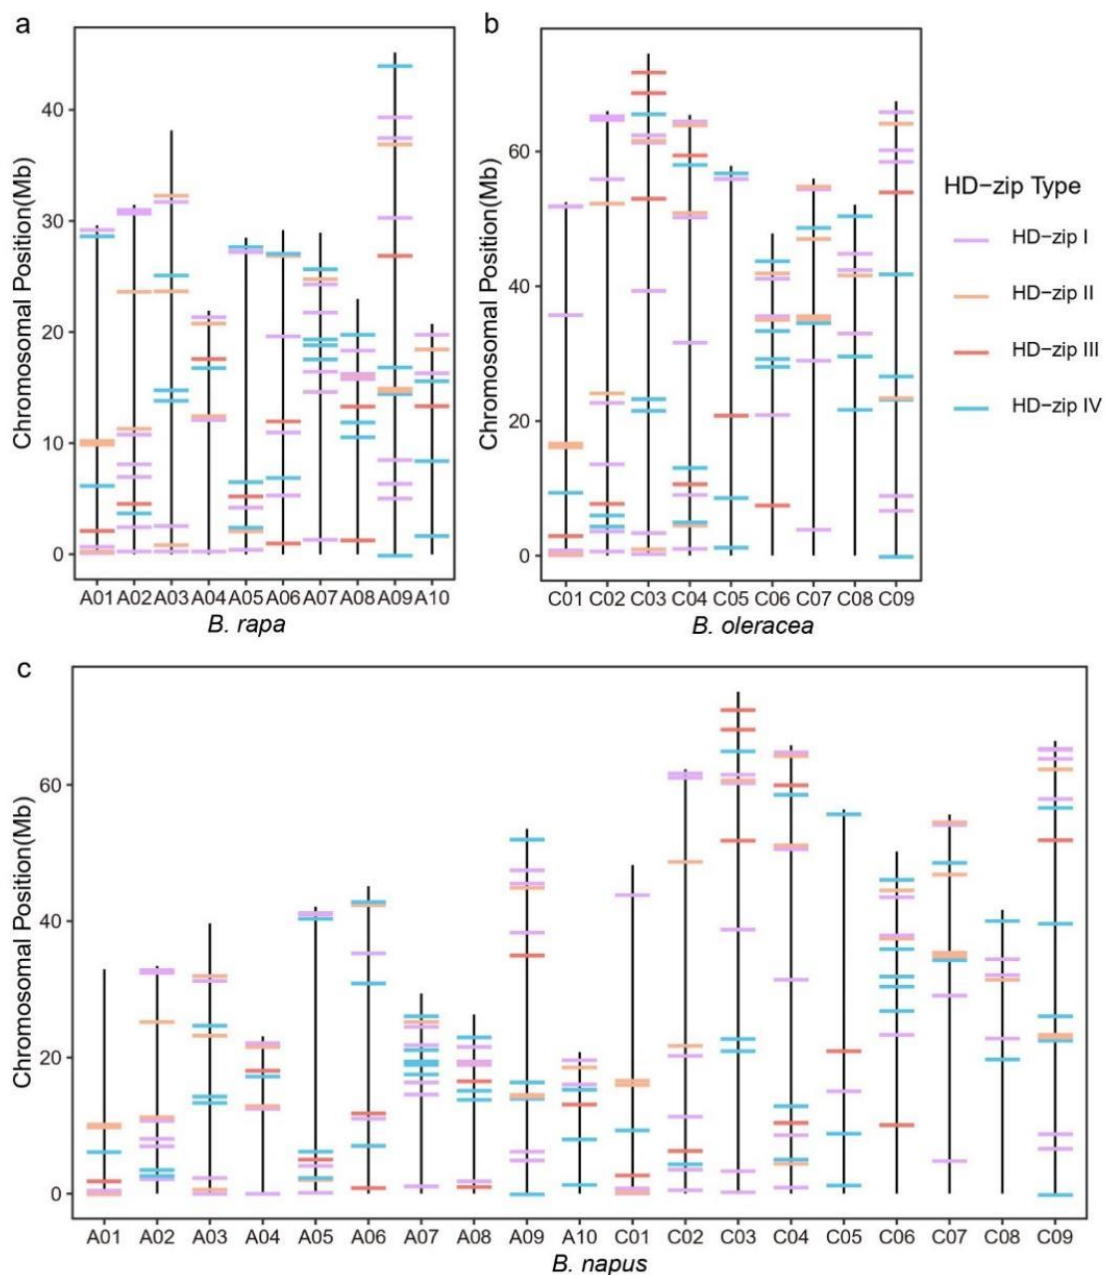 a
Chromosomal Position(Mb)
40
30
20
10
0
A01 A02 A03 A04 A05 A06 A07 A08 A09 A10
B. rapa
b
Chromosomal Position(Mb)
60
40
20
0
C01 C02 C03 C04 C05 C06 C07 C08 C09
B. oleracea
HD-zip Type
HD-zip I
HD-zip II
HD-zip III
HD-zip IV
c
Chromosomal Position(Mb)
60
40
20
0
A01 A02 A03 A04 A05 A06 A07 A08 A09 A10 C01 C02 C03 C04 C05 C06 C07 C08 C09
B. napus